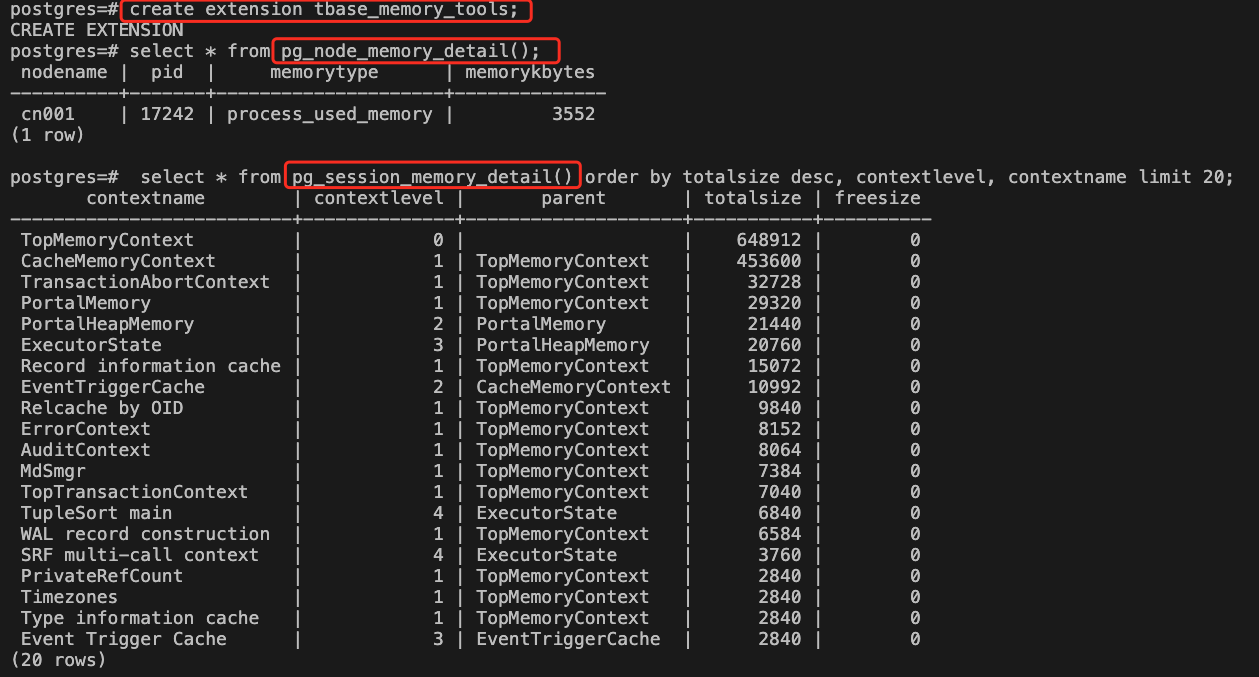 postgres=# create extension tbase_memory_tools;
CREATE EXTENSION
postgres=# select * from pg_node_memory_detail();
 nodename |  pid  |     memorytype      | memorykbytes
----------+-------+---------------------+--------------
 cn001    | 17242 | process_used_memory |         3552
(1 row)

postgres=#  select * from pg_session_memory_detail() order by totalsize desc, contextlevel, contextname limit 20;
       contextname        | contextlevel |       parent       | totalsize | freesize
--------------------------+--------------+--------------------+-----------+----------
 TopMemoryContext         |            0 |                    |    648912 |        0
 CacheMemoryContext       |            1 | TopMemoryContext   |    453600 |        0
 TransactionAbortContext  |            1 | TopMemoryContext   |     32728 |        0
 PortalMemory             |            1 | TopMemoryContext   |     29320 |        0
 PortalHeapMemory         |            2 | PortalMemory       |     21440 |        0
 ExecutorState            |            3 | PortalHeapMemory   |     20760 |        0
 Record information cache |            1 | TopMemoryContext   |     15072 |        0
 EventTriggerCache        |            2 | CacheMemoryContext |     10992 |        0
 Relcache by OID          |            1 | TopMemoryContext   |      9840 |        0
 ErrorContext             |            1 | TopMemoryContext   |      8152 |        0
 AuditContext             |            1 | TopMemoryContext   |      8064 |        0
 MdSmgr                   |            1 | TopMemoryContext   |      7384 |        0
 TopTransactionContext    |            1 | TopMemoryContext   |      7040 |        0
 TupleSort main           |            4 | ExecutorState      |      6840 |        0
 WAL record construction  |            1 | TopMemoryContext   |      6584 |        0
 SRF multi-call context   |            4 | ExecutorState      |      3760 |        0
 PrivateRefCount          |            1 | TopMemoryContext   |      2840 |        0
 Timezones                |            1 | TopMemoryContext   |      2840 |        0
 Type information cache   |            1 | TopMemoryContext   |      2840 |        0
 Event Trigger Cache      |            3 | EventTriggerCache  |      2840 |        0
(20 rows)